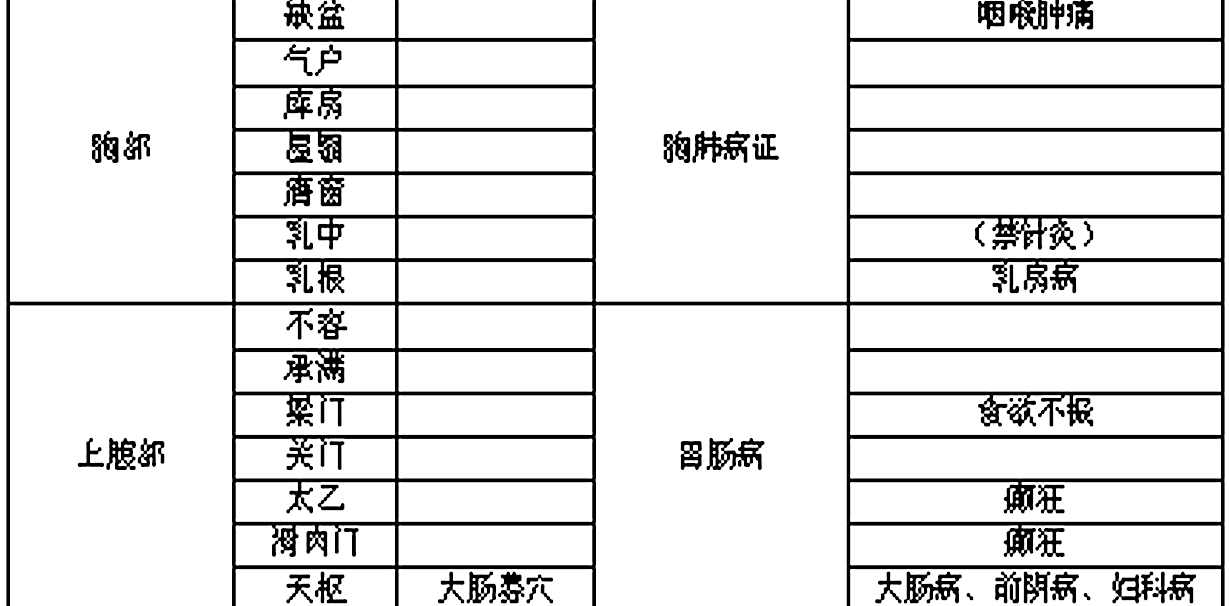 缺盆 咽喉肿痛
气户
库房
胸部 屋翳 胸肺病证
膺窗
乳中 （禁针灸）
乳根 乳房病
不容
承满
梁门 食欲不振
上腹部 关门 胃肠病
太乙 癫狂
滑肉门 癫狂
天枢 大肠募穴 大肠病、前阴病、妇科病